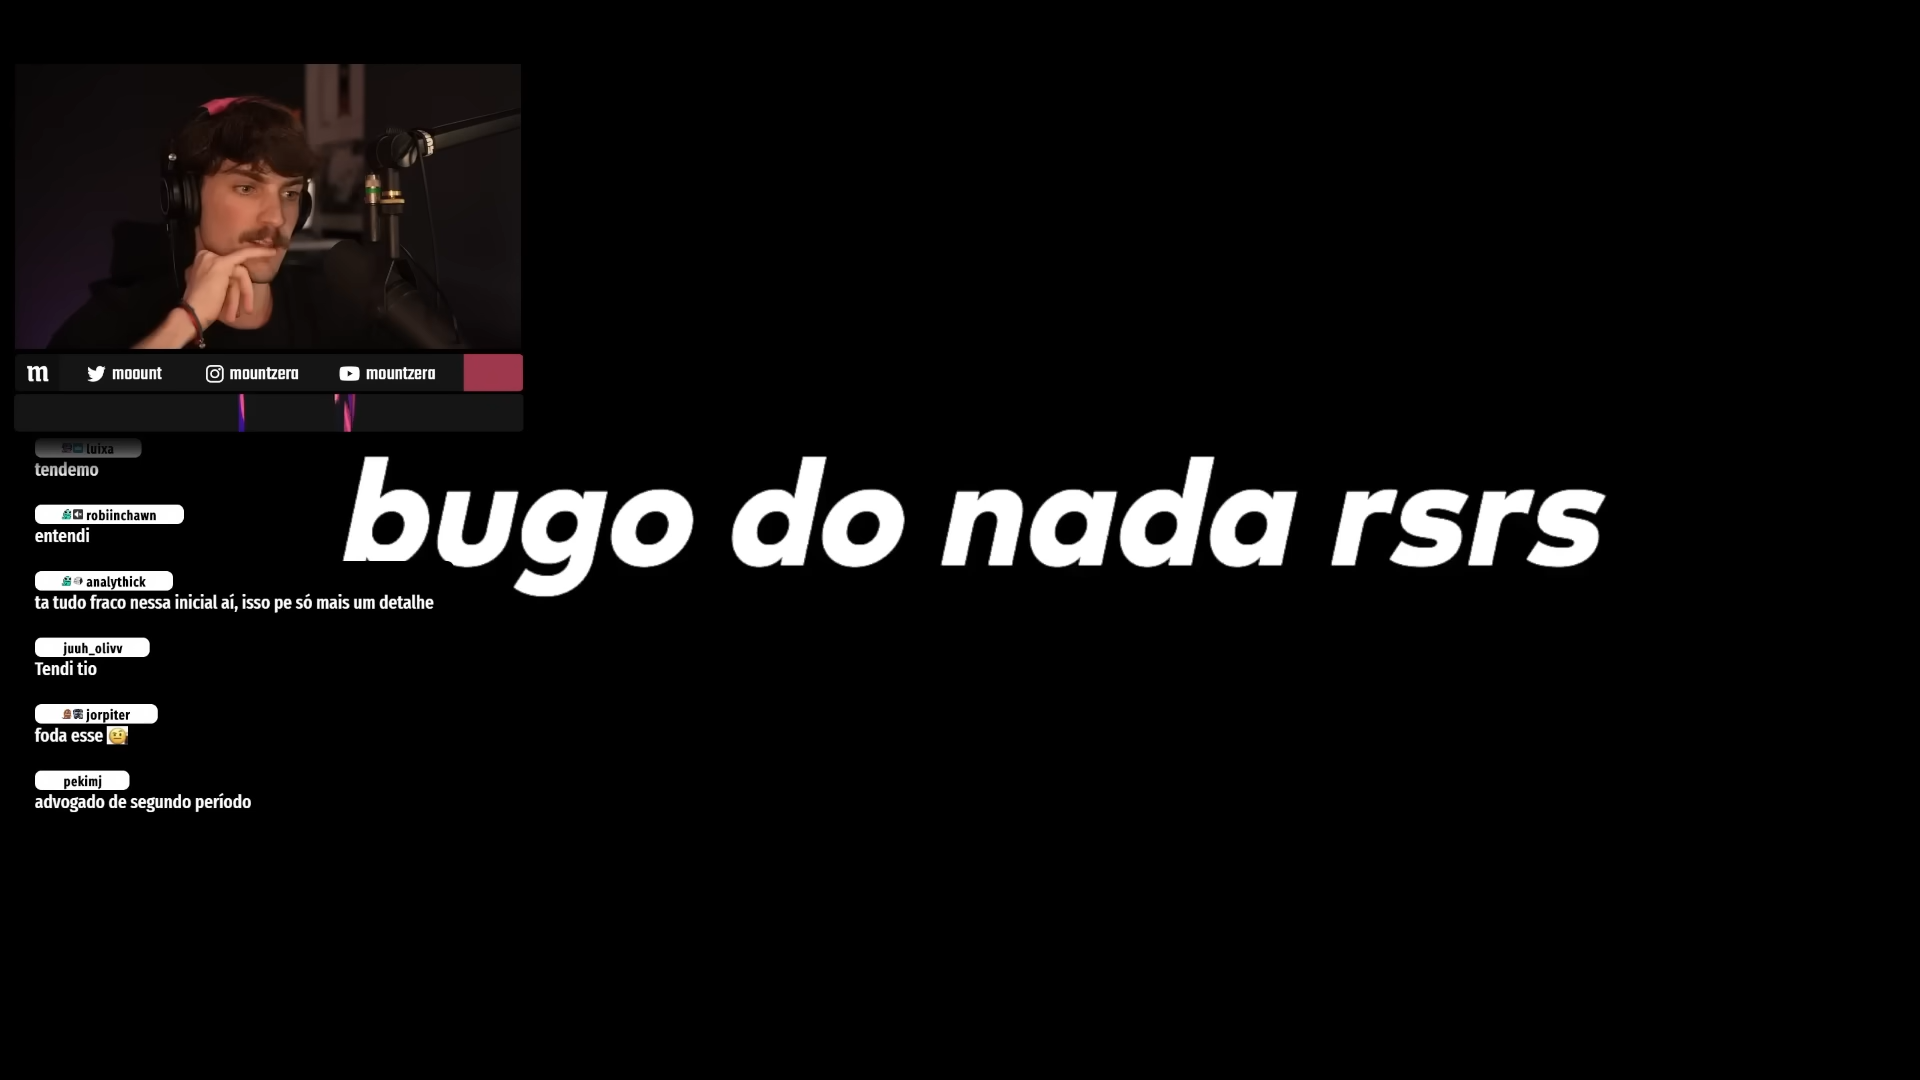 m moount mountzera mountzera
luixa
tendemo
robiinchawn
entendi
analythick
ta tudo fraco nessa inicial aí, isso pe só mais um detalhe
juuh_olivv
Tendi tio
jorpiter
foda esse
pekimj
advogado de segundo período
bugo do nada rsrs